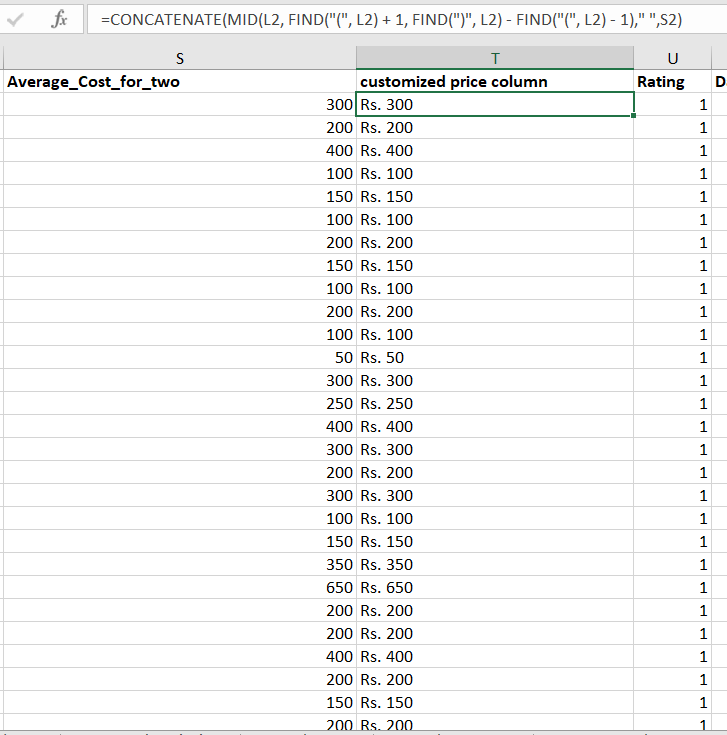 fx =CONCATENATE(MID(L2, FIND("(", L2) + 1, FIND(")", L2) - FIND("(", L2) - 1)," ",S2)
S T U
Average_Cost_for_two customized price column Rating D
300 Rs. 300 1
200 Rs. 200 1
400 Rs. 400 1
100 Rs. 100 1
150 Rs. 150 1
100 Rs. 100 1
200 Rs. 200 1
150 Rs. 150 1
100 Rs. 100 1
200 Rs. 200 1
100 Rs. 100 1
50 Rs. 50 1
300 Rs. 300 1
250 Rs. 250 1
400 Rs. 400 1
300 Rs. 300 1
200 Rs. 200 1
300 Rs. 300 1
100 Rs. 100 1
150 Rs. 150 1
350 Rs. 350 1
650 Rs. 650 1
200 Rs. 200 1
200 Rs. 200 1
400 Rs. 400 1
200 Rs. 200 1
150 Rs. 150 1
200 Rs. 200 1